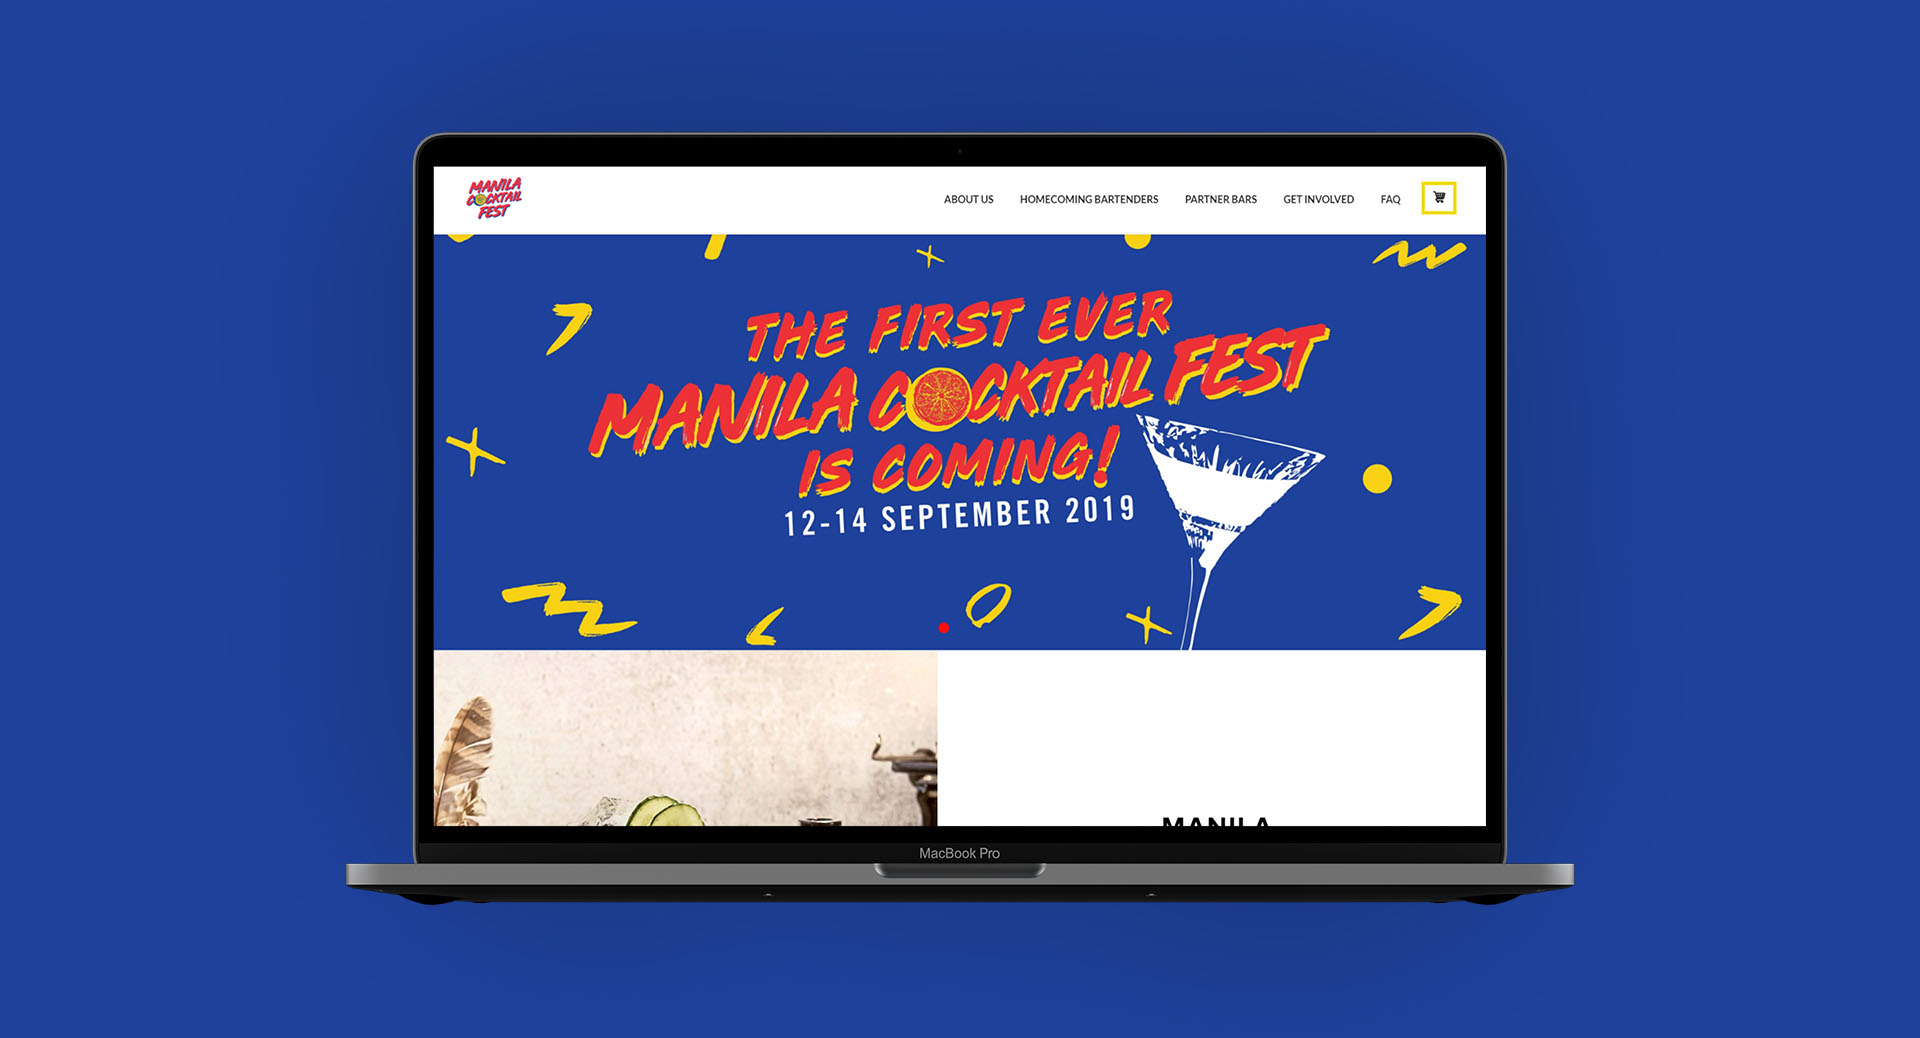 MANILA
COCKTAIL
FEST
ABOUT US HOMECOMING BARTENDERS PARTNER BARS GET INVOLVED FAQ
THE FIRST EVER
MANILA COCKTAIL FEST
IS COMING!
12-14 SEPTEMBER 2019
MANILA
MacBook Pro